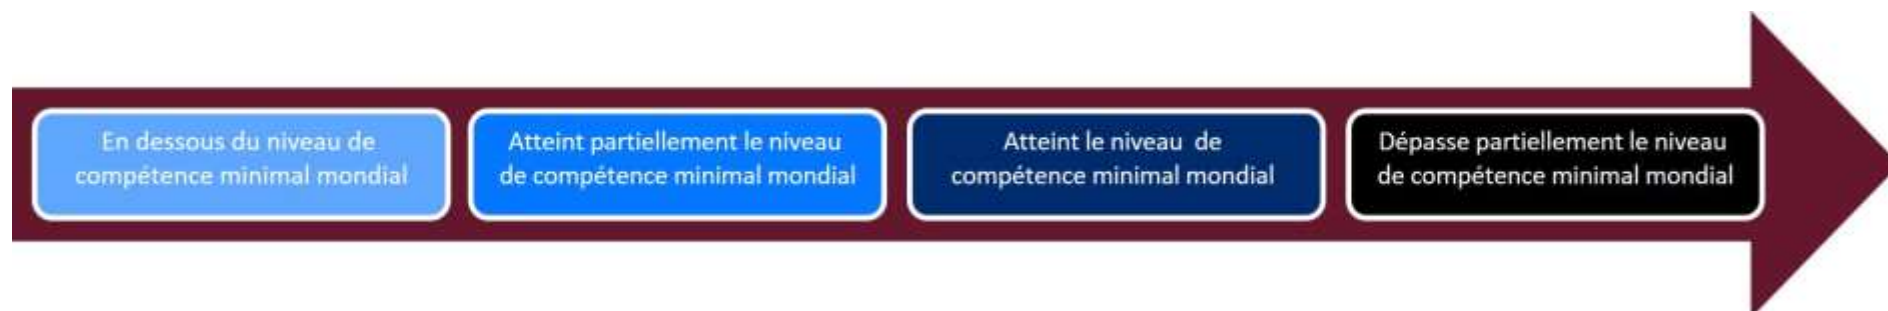 En dessous du niveau de
compétence minimal mondial
Atteint partiellement le niveau
de compétence minimal mondial
Atteint le niveau de
compétence minimal mondial
Dépasse partiellement le niveau
de compétence minimal mondial